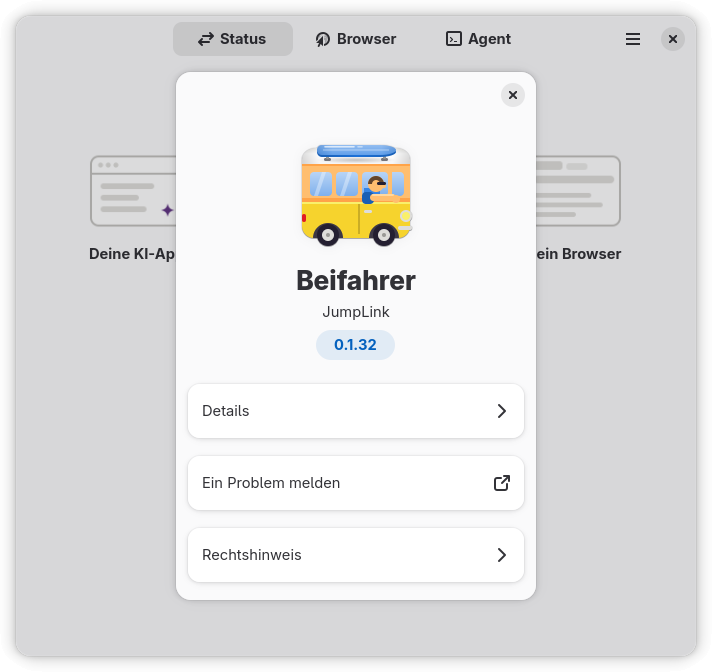 Status
Browser
Agent
Deine KI-Ap
ein Browser
Beifahrer
JumpLink
0.1.32
Details
Ein Problem melden
Rechtshinweis